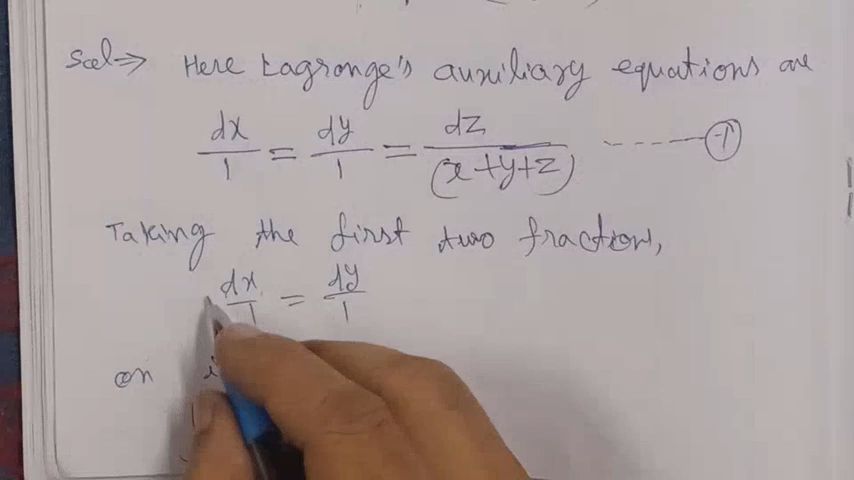 Sol⇒ Here Lagrange's auxiliary equations are
dx/1 = dy/1 = dz/(x+y+z) ------ (1)
Taking the first two fraction,
dx/1 = dy/1
on